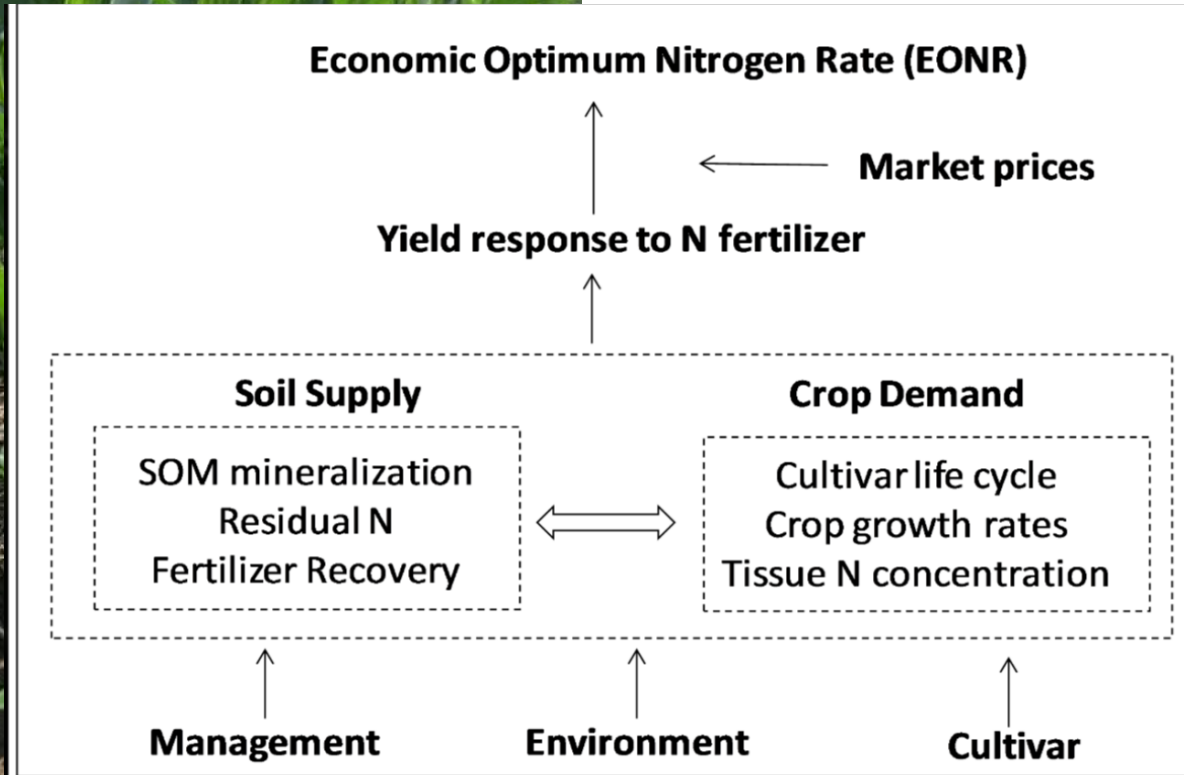 Economic Optimum Nitrogen Rate (EONR)
Market prices
Yield response to N fertilizer
Soil Supply
Crop Demand
SOM mineralization
Residual N
Fertilizer Recovery
Cultivar life cycle
Crop growth rates
Tissue N concentration
Management
Environment
Cultivar